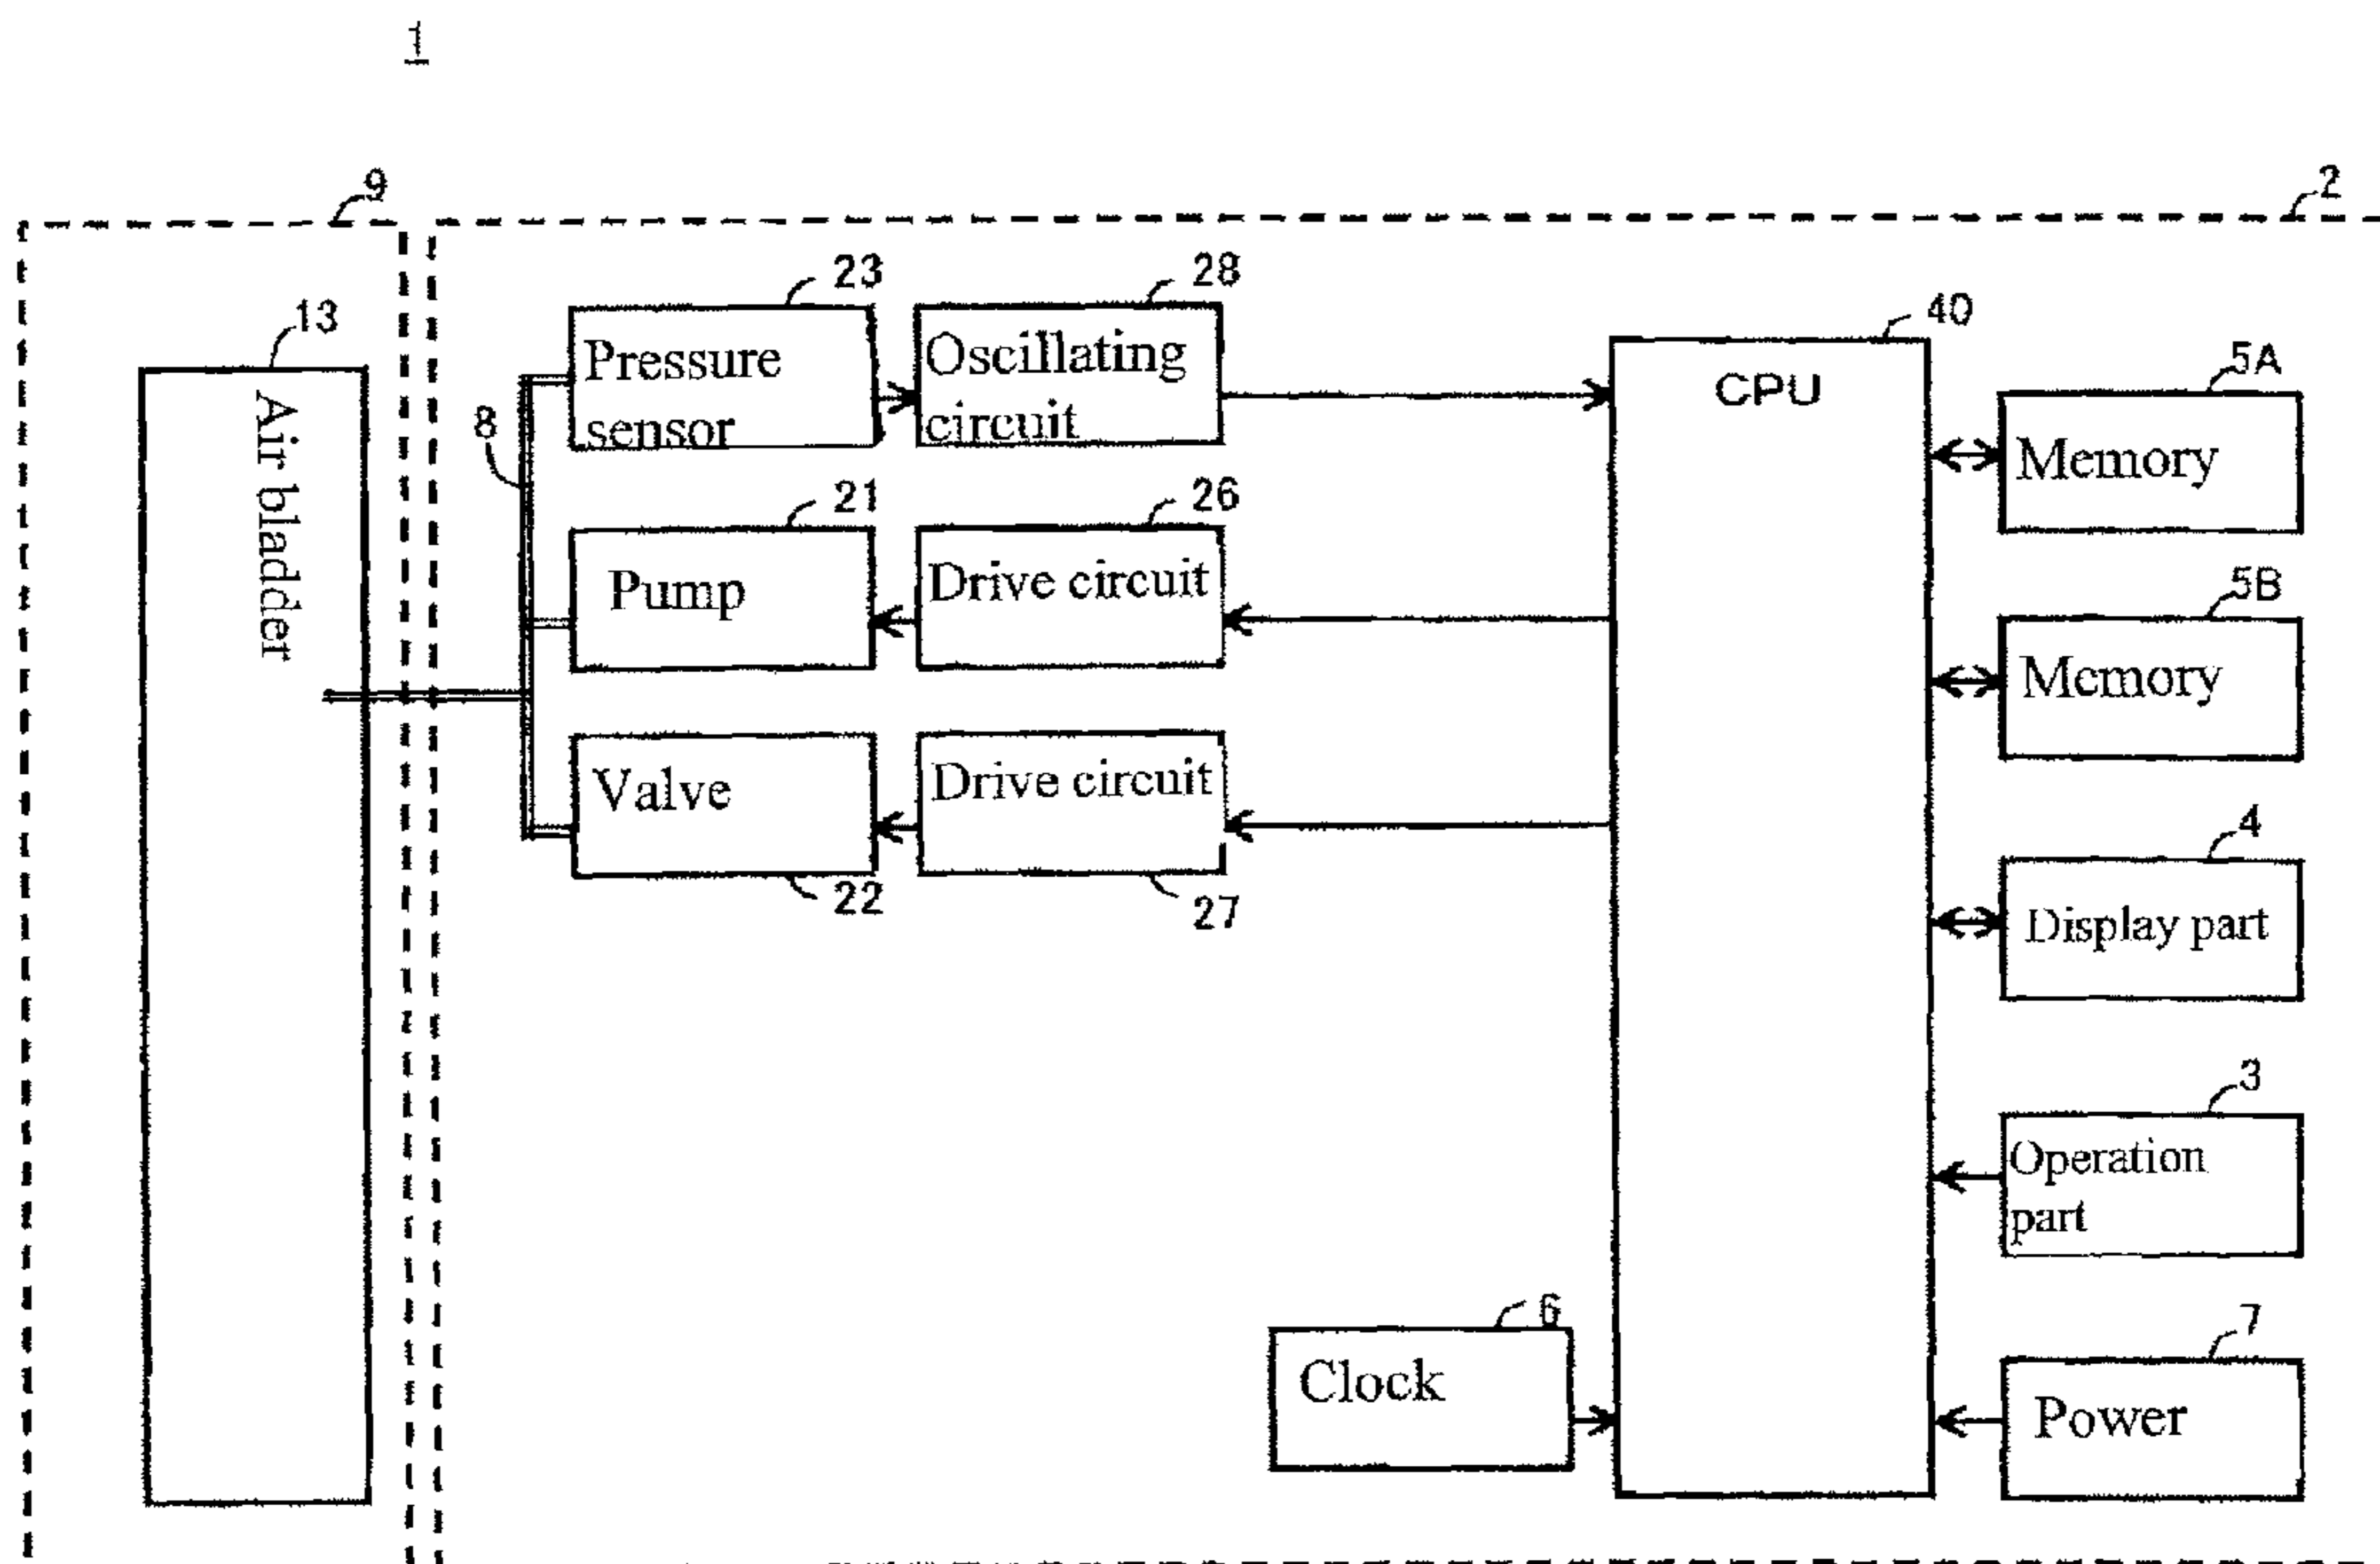 1
9
2
13
Air bladder
8
23
Pressure
sensor
28
Oscillating
circuit
21
Pump
26
Drive circuit
Valve
22
Drive circuit
27
40
CPU
5A
Memory
5B
Memory
4
Display part
3
Operation
part
6
Clock
7
Power